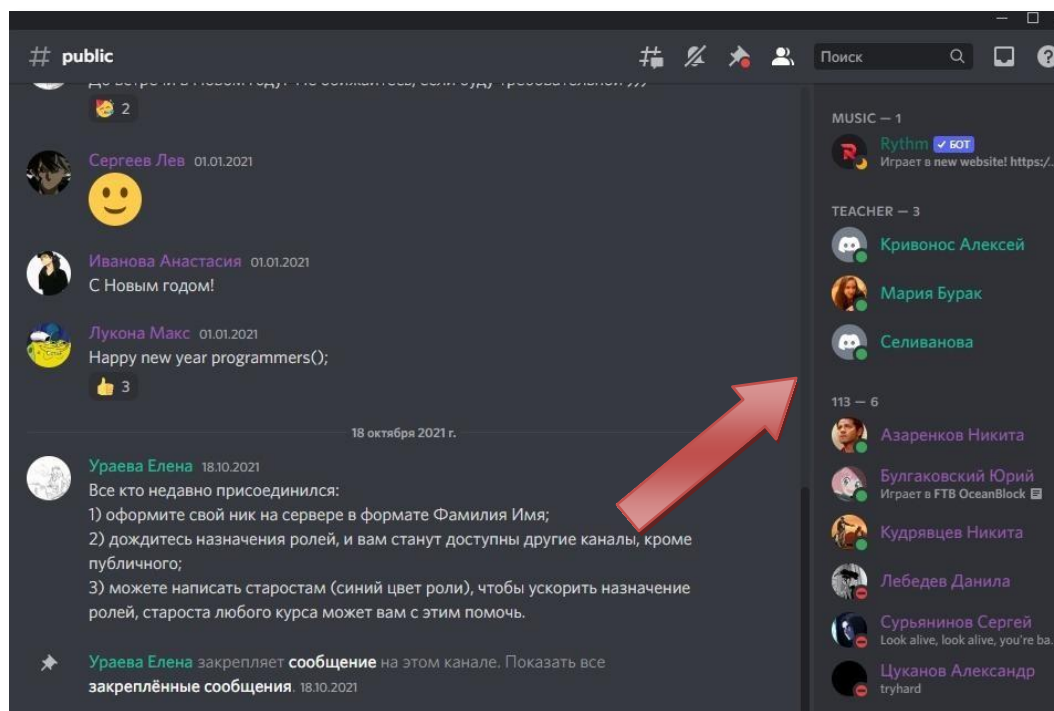 # public
Поиск
2
Сергеев Лев 01.01.2021
Иванова Анастасия 01.01.2021
С Новым годом!
Лукона Макс 01.01.2021
Happy new year programmers();
3
18 октября 2021 г.
Ураева Елена 18.10.2021
Все кто недавно присоединился:
1) оформите свой ник на сервере в формате Фамилия Имя;
2) дождитесь назначения ролей, и вам станут доступны другие каналы, кроме
публичного;
3) можете написать старостам (синий цвет роли), чтобы ускорить назначение
ролей, староста любого курса может вам с этим помочь.
Ураева Елена закрепляет сообщение на этом канале. Показать все
закреплённые сообщения. 18.10.2021
MUSIC — 1
Rythm БОТ
Играет в new website! https:/...
TEACHER — 3
Кривонос Алексей
Мария Бурак
Селиванова
113 — 6
Азаренков Никита
Булгаковский Юрий
Играет в FTB OceanBlock
Кудрявцев Никита
Лебедев Данила
Сурьянинов Сергей
Look alive, look alive, you're ba...
Цуканов Александр
tryhard